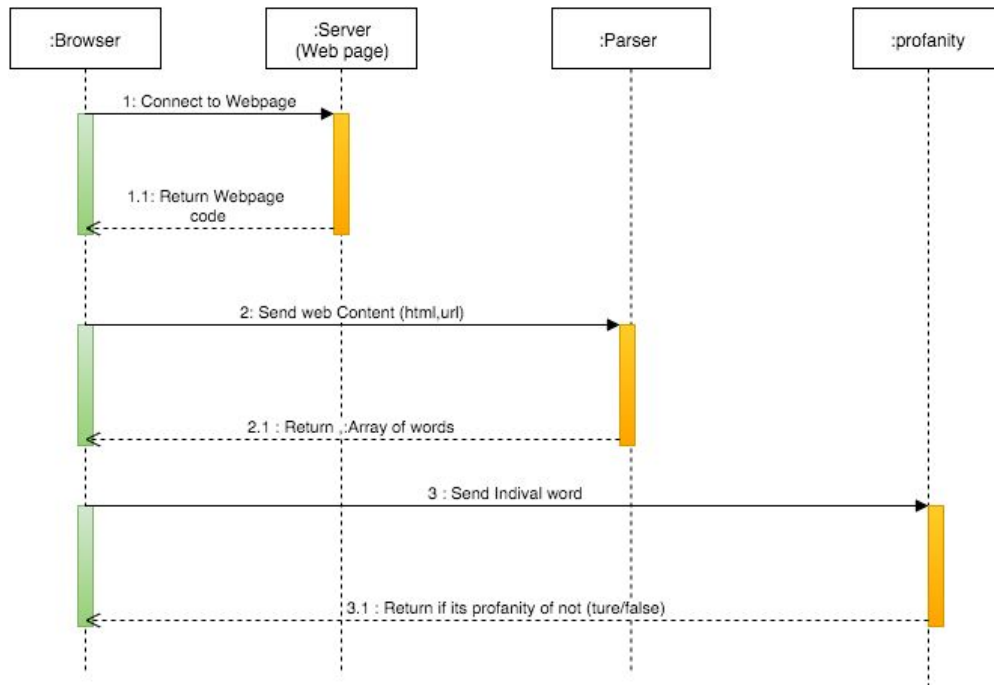 :Browser
:Server
(Web page)
:Parser
:profanity
1: Connect to Webpage
1.1: Return Webpage
code
2: Send web Content (html,url)
2.1 : Return ,:Array of words
3 : Send Indival word
3.1 : Return if its profanity of not (ture/false)